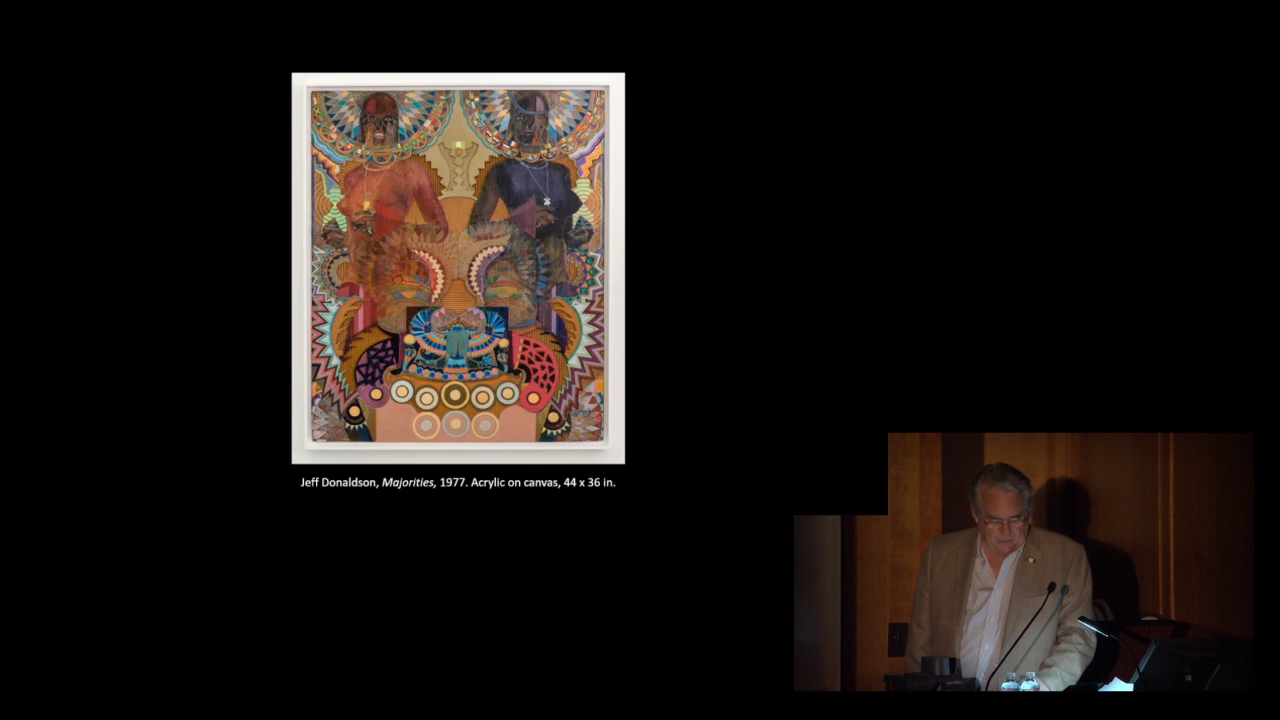 Jeff Donaldson, Majorities, 1977. Acrylic on canvas, 44 x 36 in.